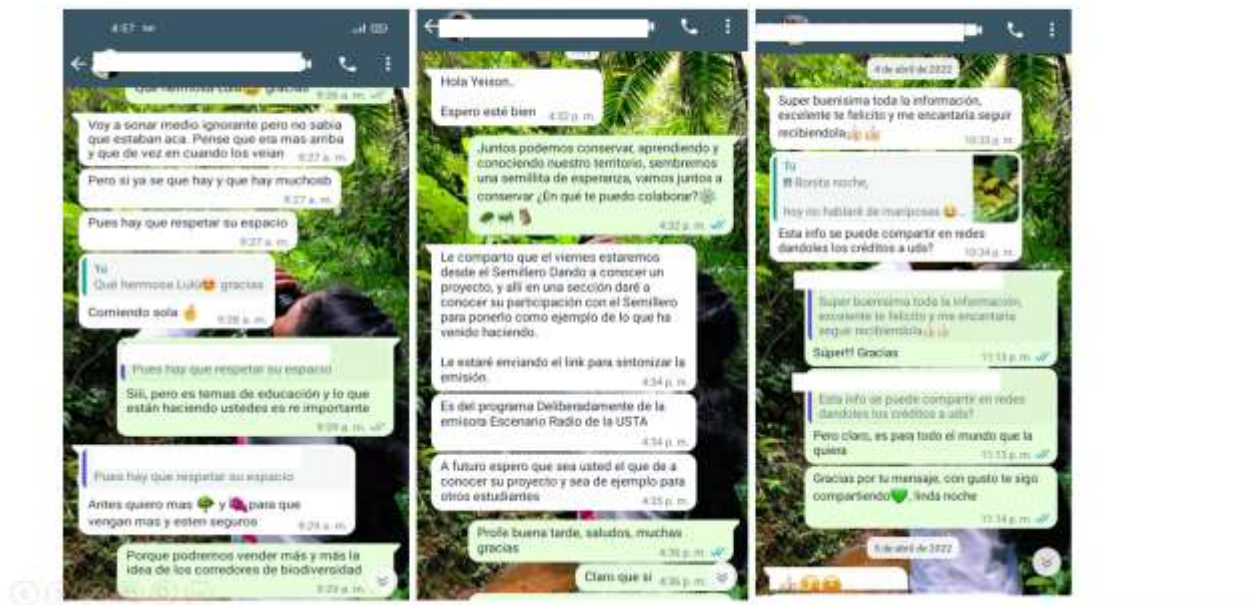 4:57
Que hermosa Lulú gracias
9:26 a. m.
Voy a sonar medio ignorante pero no sabia
que estaban aca. Pense que era mas arriba
y que de vez en cuando los veian
9:27 a. m.
Pero si ya se que hay y que hay muchosb
9:27 a. m.
Pues hay que respetar su espacio
9:27 a. m.
Tú
Qué hermosa Lulú😍 gracias
Comiendo sola
9:28 a. m.
Pues hay que respetar su espacio
Siii, pero es temas de educación y lo que
están haciendo ustedes es re importante
9:29 a. m.
Pues hay que respetar su espacio
Antes quiero mas 🌳 y 🍇 para que
vengan mas y esten seguros
9:29 a. m.
Porque podremos vender más y más la
idea de los corredores de biodiversidad
9:29 a. m.
Hola Yeison.
Espero esté bien
4:32 p. m.
Juntos podemos conservar, aprendiendo y
conociendo nuestro territorio, sembremos
una semillita de esperanza, vamos juntos a
conservar ¿En qué te puedo colaborar?
4:32 p. m.
Le comparto que el viernes estaremos
desde el Semillero Dando a conocer un
proyecto, y alli en una sección daré a
conocer su participación con el Semillero
para ponerlo como ejemplo de lo que ha
venido haciendo.
Le estaré enviando el link para sintonizar la
emisión.
4:34 p. m.
Es del programa Deliberadamente de la
emisora Escenario Radio de la USTA
4:34 p. m.
A futuro espero que sea usted el que de a
conocer su proyecto y sea de ejemplo para
otros estudiantes
4:35 p. m.
Profe buena tarde, saludos, muchas
gracias
4:36 p. m.
Claro que si
4:36 p. m.
4 de abril de 2022
Super buenisima toda la información,
excelente te felicito y me encantaria seguir
recibiendola👍🏻👍🏻
10:33 p. m.
Tú
Bonita noche,
hoy no hablaré de mariposas
Esta info se puede compartir en redes
dandoles los créditos a uds?
10:34 p. m.
Super buenisima toda la información,
excelente te felicito y me encantaria
seguir recibiendola👍🏻👍🏻
Súper!!! Gracias
11:13 p. m.
Esta info se puede compartir en redes
dandoles los créditos a uds?
Pero claro, es para todo el mundo que la
quiera
11:13 p. m.
Gracias por tu mensaje, con gusto te sigo
compartiendo💚, linda noche
11:14 p. m.
5 de abril de 2022